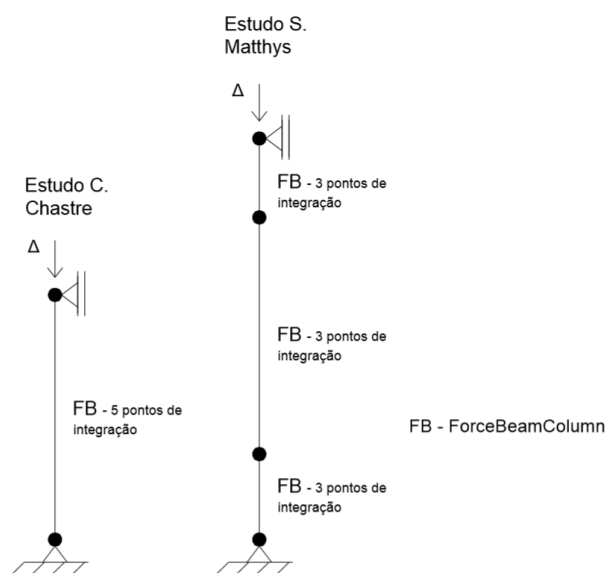 Estudo S.
Matthys
Δ
FB - 3 pontos de
integração
Estudo C.
Chastre
Δ
FB - 3 pontos de
integração
FB - 5 pontos de
integração
FB - ForceBeamColumn
FB - 3 pontos de
integração